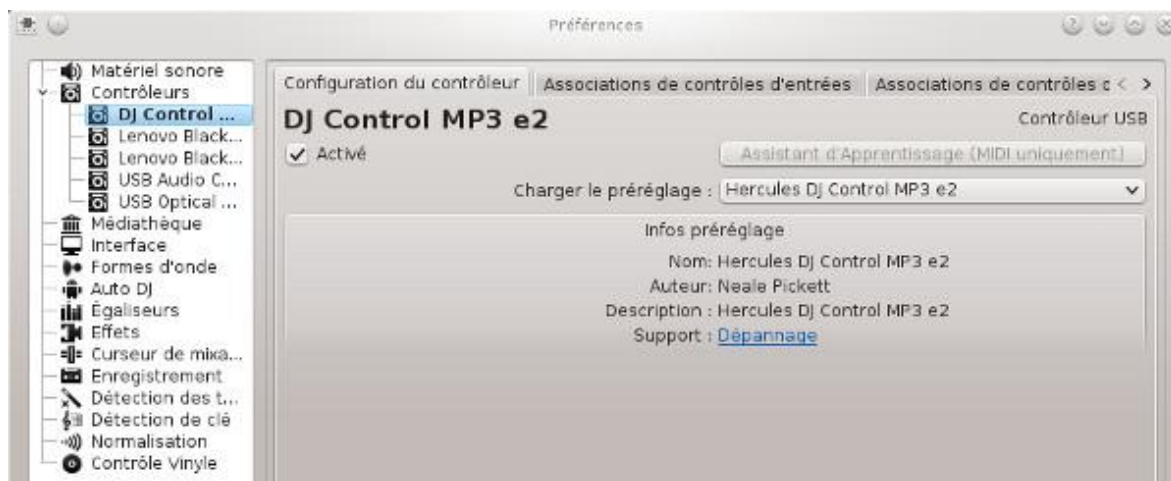 Préférences
Matériel sonore
Contrôleurs
DJ Control ...
Lenovo Black...
Lenovo Black...
USB Audio C...
USB Optical ...
Médiathèque
Interface
Formes d'onde
Auto DJ
Égaliseurs
Effets
Curseur de mixa...
Enregistrement
Détection des t...
Détection de clé
Normalisation
Contrôle Vinyle
Configuration du contrôleur
Associations de contrôles d'entrées
Associations de contrôles c
DJ Control MP3 e2
Contrôleur USB
Activé
Assistant d'Apprentissage (MIDI uniquement)
Charger le préréglage : Hercules DJ Control MP3 e2
Infos préréglage
Nom: Hercules DJ Control MP3 e2
Auteur: Neale Pickett
Description : Hercules DJ Control MP3 e2
Support : Dépannage